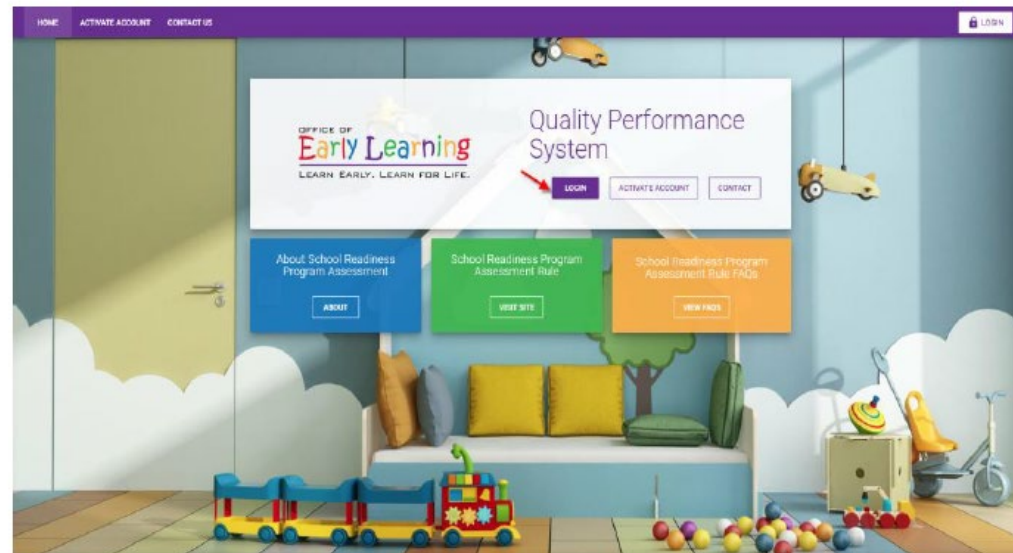 HOME ACTIVATE ACCOUNT CONTACT US
LOGIN
OFFICE OF
Early Learning
LEARN EARLY. LEARN FOR LIFE.
Quality Performance
System
LOGIN ACTIVATE ACCOUNT CONTACT
About School Readiness
Program Assessment
ABOUT
School Readiness Program
Assessment Rule
VISIT SITE
School Readiness Program
Assessment Rule FAQs
VIEW FAQS